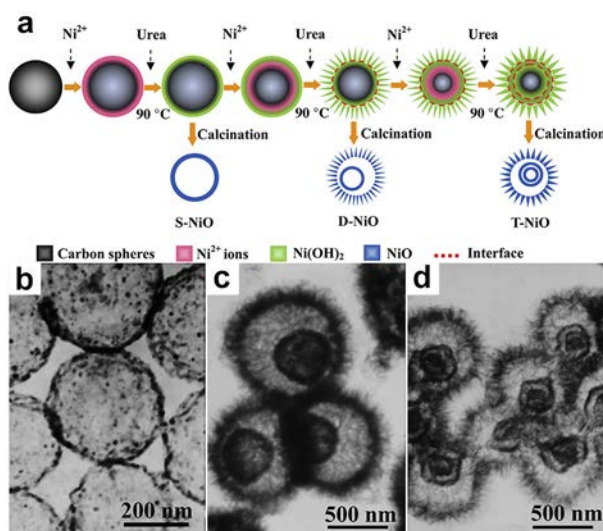 a
Ni²⁺ Urea Ni²⁺ Urea Ni²⁺ Urea
90 °C 90 °C 90 °C
Calcination Calcination Calcination
S-NiO D-NiO T-NiO
Carbon spheres Ni²⁺ ions Ni(OH)₂ NiO Interface
b c d
200 nm 500 nm 500 nm